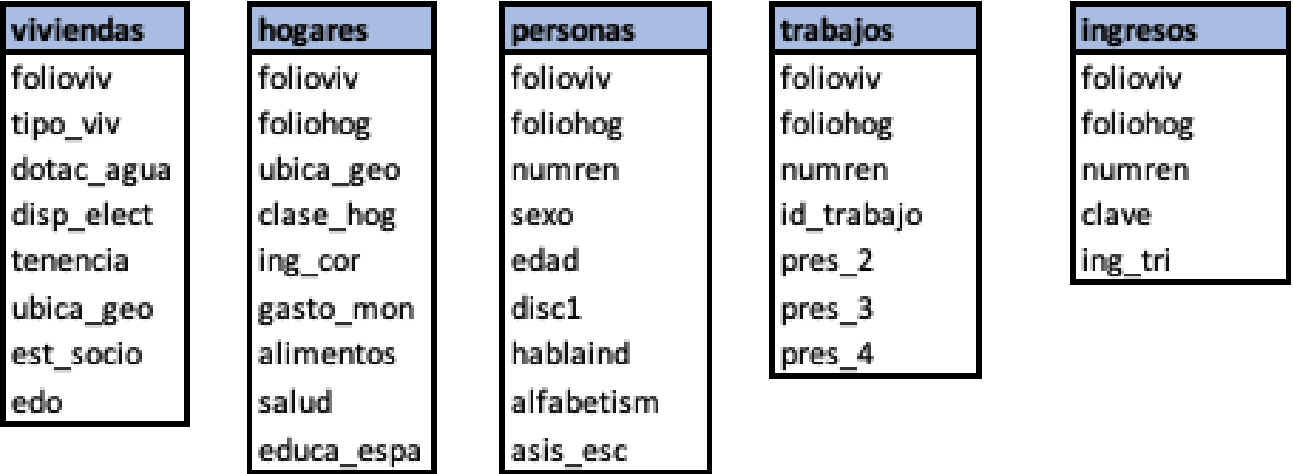 viviendas
folioviv
tipo_viv
dotac_agua
disp_elect
tenencia
ubica_geo
est_socio
edo
hogares
folioviv
foliohog
ubica_geo
clase_hog
ing_cor
gasto_mon
alimentos
salud
educa_espa
personas
folioviv
foliohog
numren
sexo
edad
disc1
hablaind
alfabetism
asis_esc
trabajos
folioviv
foliohog
numren
id_trabajo
pres_2
pres_3
pres_4
ingresos
folioviv
foliohog
numren
clave
ing_tri